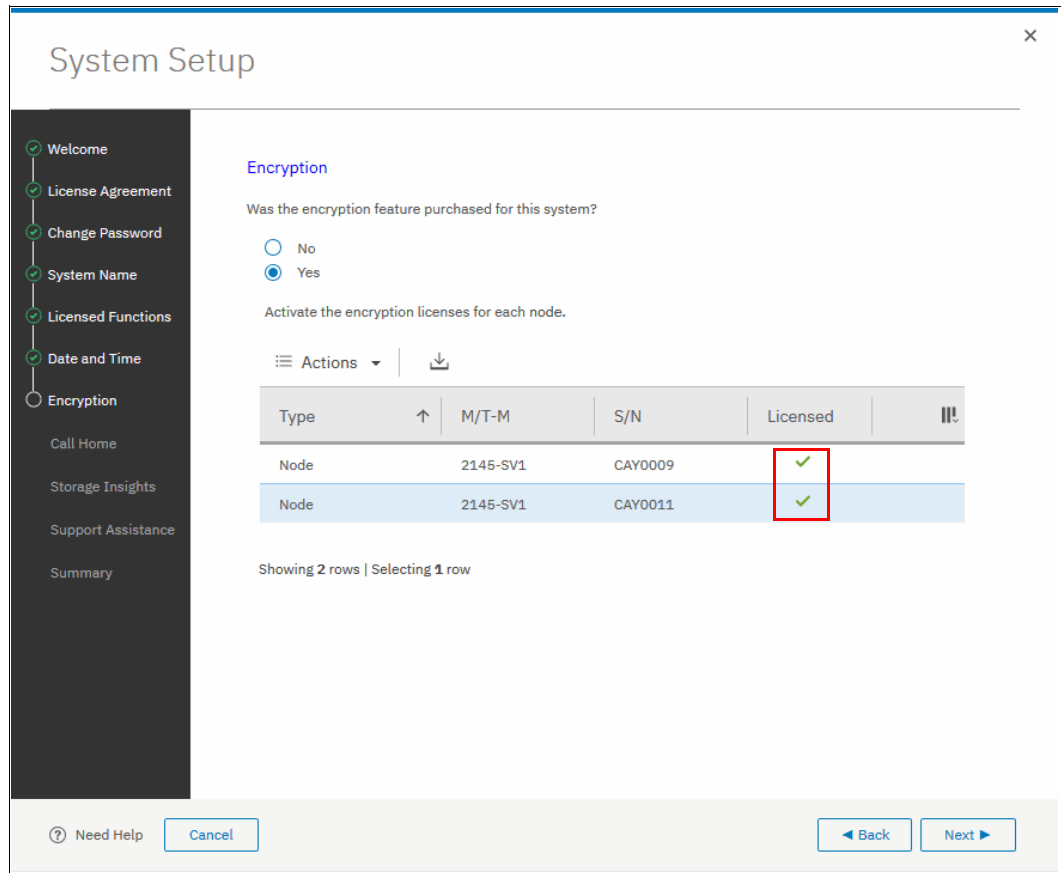 System Setup
Welcome
License Agreement
Change Password
System Name
Licensed Functions
Date and Time
Encryption
Call Home
Storage Insights
Support Assistance
Summary
Encryption
Was the encryption feature purchased for this system?
No
Yes
Activate the encryption licenses for each node.
Actions
Type M/T-M S/N Licensed
Node 2145-SV1 CAY0009
Node 2145-SV1 CAY0011
Showing 2 rows | Selecting 1 row
Need Help Cancel Back Next